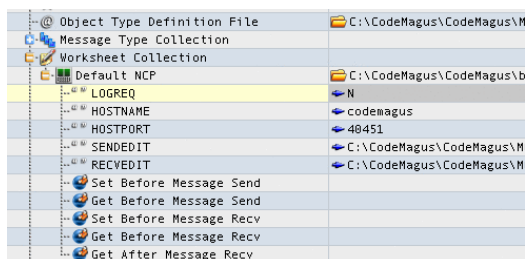 @ Object Type Definition File C:\CodeMagus\CodeMagus\M
Message Type Collection
Worksheet Collection
Default NCP C:\CodeMagus\CodeMagus\b
LOGREQ N
HOSTNAME codemagus
HOSTPORT 40451
SENDEDIT C:\CodeMagus\CodeMagus\M
RECVEDIT C:\CodeMagus\CodeMagus\M
Set Before Message Send
Get Before Message Send
Set Before Message Recv
Get Before Message Recv
Get After Message Recv